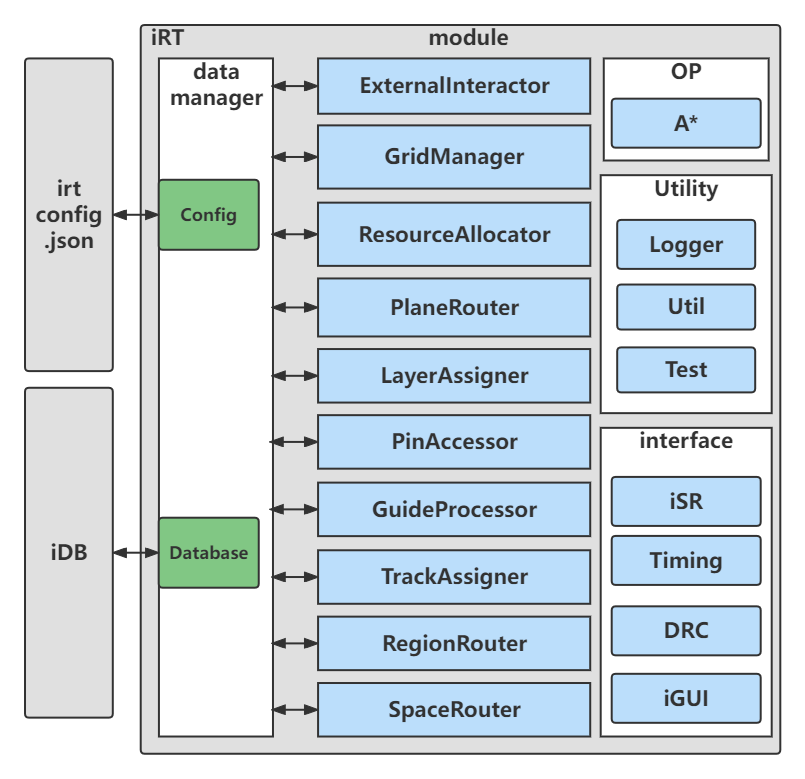 iRT
module
irt
config
.json
iDB
data
manager
Config
Database
ExternalInteractor
GridManager
ResourceAllocator
PlaneRouter
LayerAssigner
PinAccessor
GuideProcessor
TrackAssigner
RegionRouter
SpaceRouter
OP
A*
Utility
Logger
Util
Test
interface
iSR
Timing
DRC
iGUI